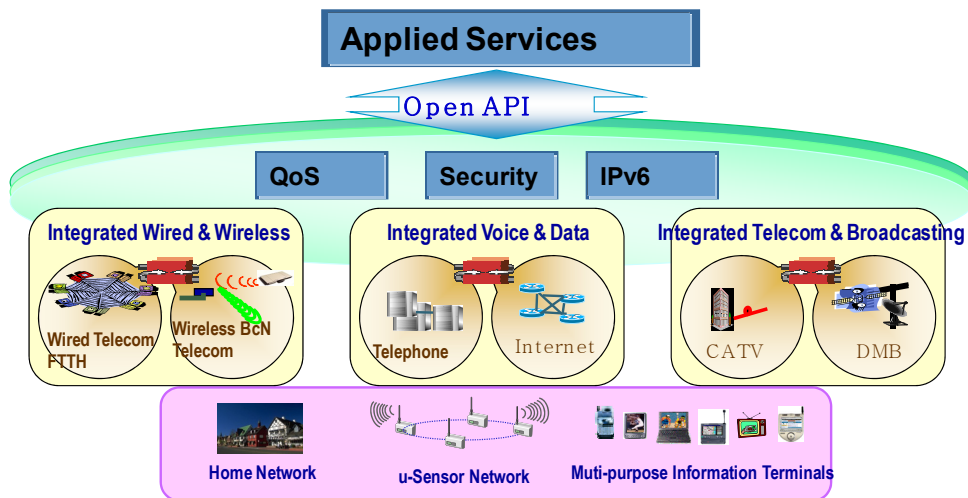 Applied Services
Open API
QoS
Security
IPv6
Integrated Wired & Wireless
Integrated Voice & Data
Integrated Telecom & Broadcasting
Wired Telecom
FTTH
Wireless BcN
Telecom
Telephone
Internet
CATV
DMB
Home Network
u-Sensor Network
Muti-purpose Information Terminals